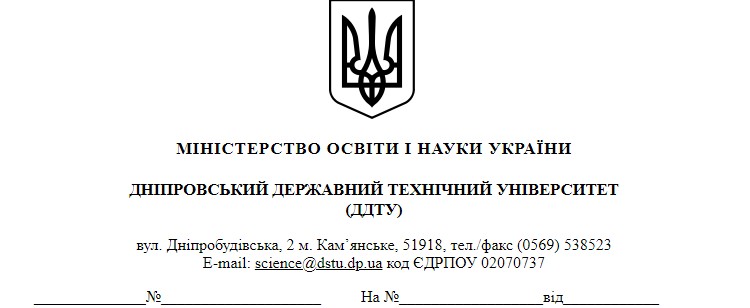 МІНІСТЕРСТВО ОСВІТИ І НАУКИ УКРАЇНИ
ДНІПРОВСЬКИЙ ДЕРЖАВНИЙ ТЕХНІЧНИЙ УНІВЕРСИТЕТ
(ДДТУ)
вул. Дніпробудівська, 2 м. Кам’янське, 51918, тел./факс (0569) 538523
E-mail: science@dstu.dp.ua код ЄДРПОУ 02070737
________________№____________________ На №__________________від____________